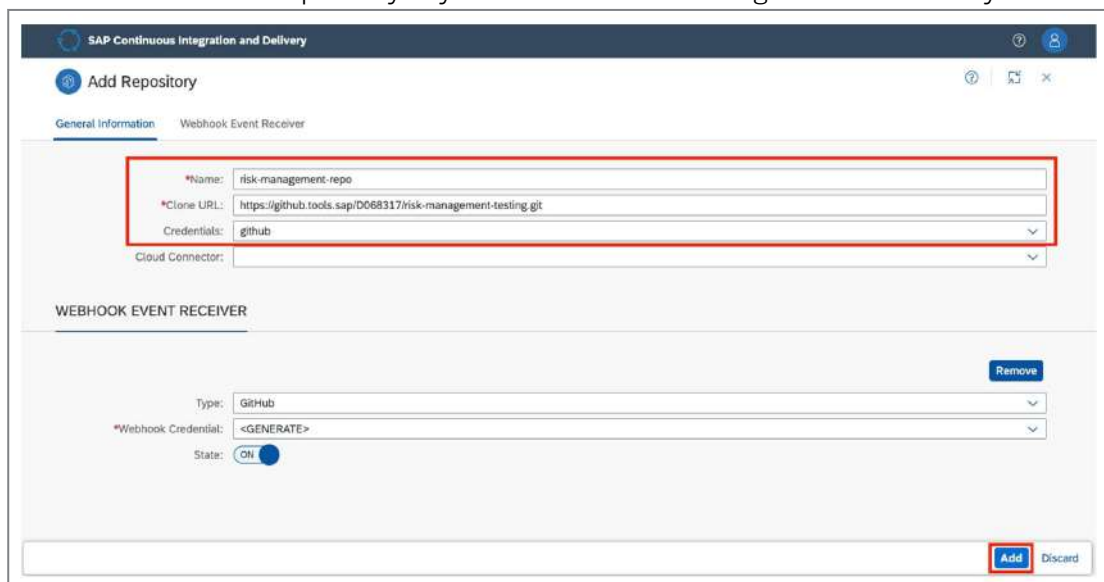 SAP Continuous Integration and Delivery
Add Repository
General Information Webhook Event Receiver
*Name: risk-management-repo
*Clone URL: https://github.tools.sap/D068317/risk-management-testing.git
Credentials: github
Cloud Connector:
WEBHOOK EVENT RECEIVER
Remove
Type: GitHub
*Webhook Credential: <GENERATE>
State: ON
Add Discard